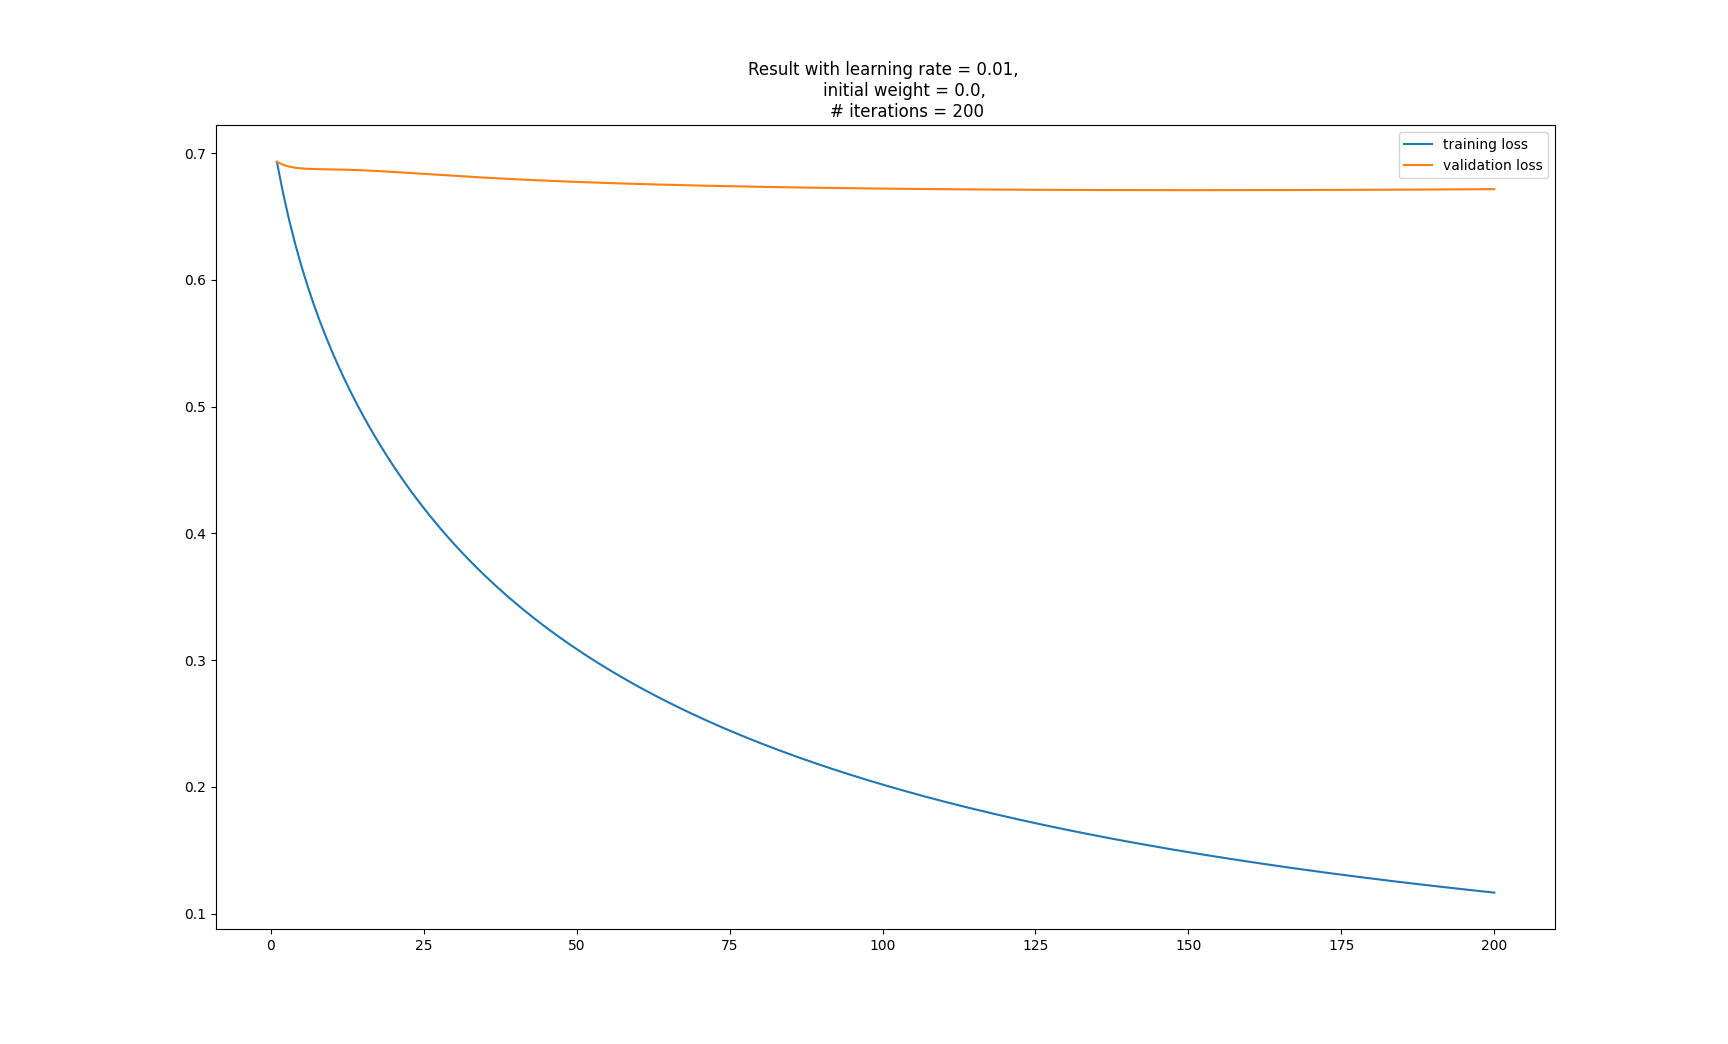 Result with learning rate = 0.01,
initial weight = 0.0,
# iterations = 200
training loss
validation loss
0.7
0.6
0.5
0.4
0.3
0.2
0.1
0 25 50 75 100 125 150 175 200